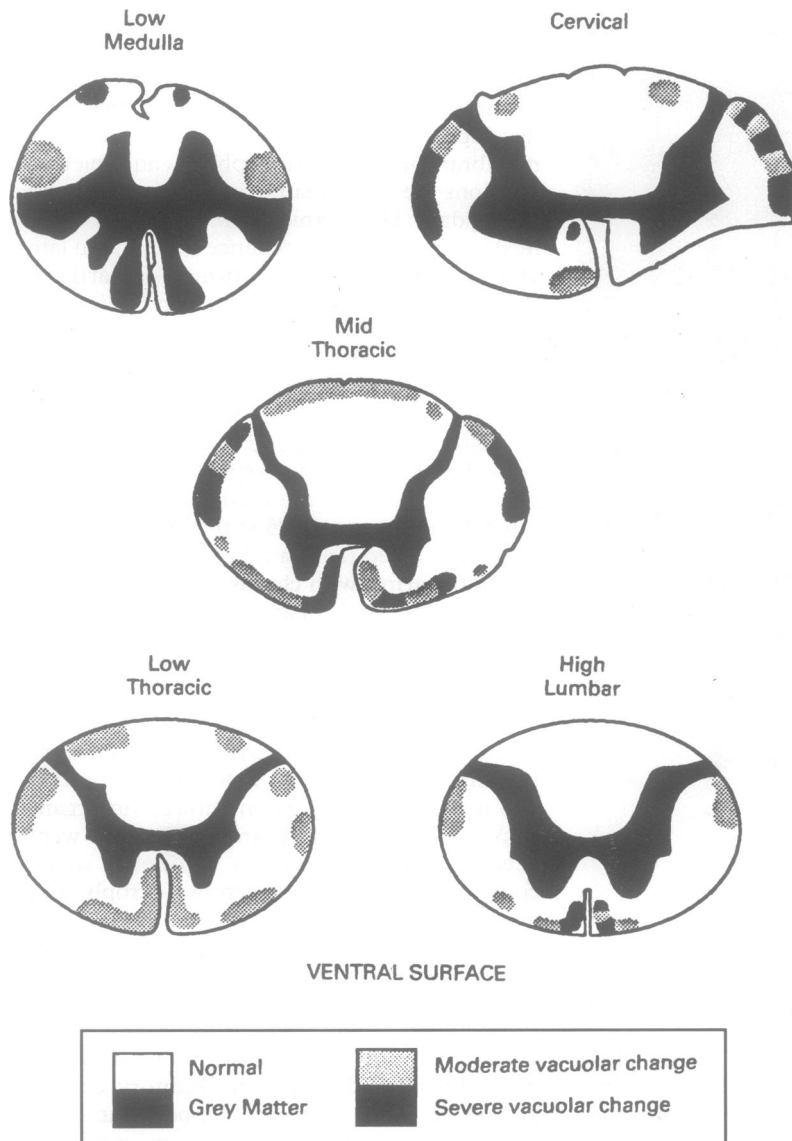 Low
Medulla
Cervical
Mid
Thoracic
Low
Thoracic
High
Lumbar
VENTRAL SURFACE
Normal
Moderate vacuolar change
Grey Matter
Severe vacuolar change